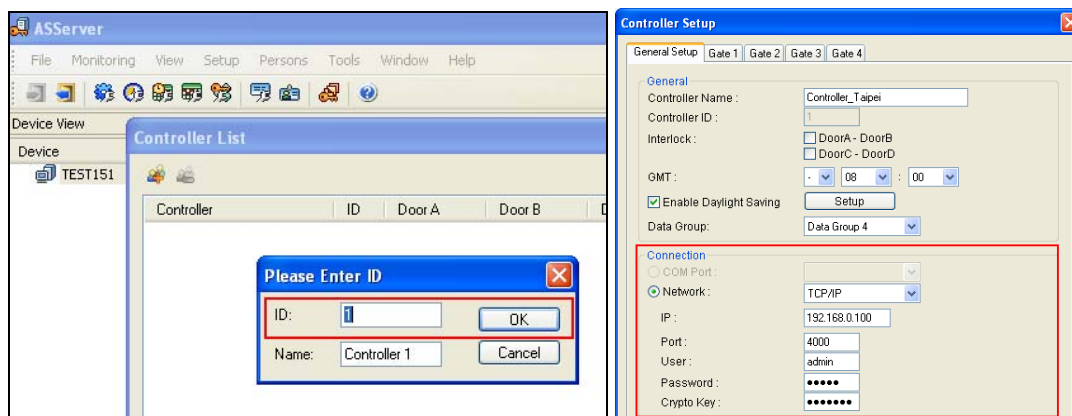 ASServer
File Monitoring View Setup Persons Tools Window Help
Device View
Device
TEST151
Controller List
Controller ID Door A Door B D
Please Enter ID
ID: 1 OK
Name: Controller 1 Cancel
Controller Setup
General Setup Gate 1 Gate 2 Gate 3 Gate 4
General
Controller Name : Controller_Taipei
Controller ID : 1
Interlock : DoorA - DoorB
DoorC - DoorD
GMT : - 08 : 00
Enable Daylight Saving Setup
Data Group: Data Group 4
Connection
COM Port :
Network : TCP/IP
IP : 192.168.0.100
Port : 4000
User : admin
Password : •••••
Crypto Key : •••••••